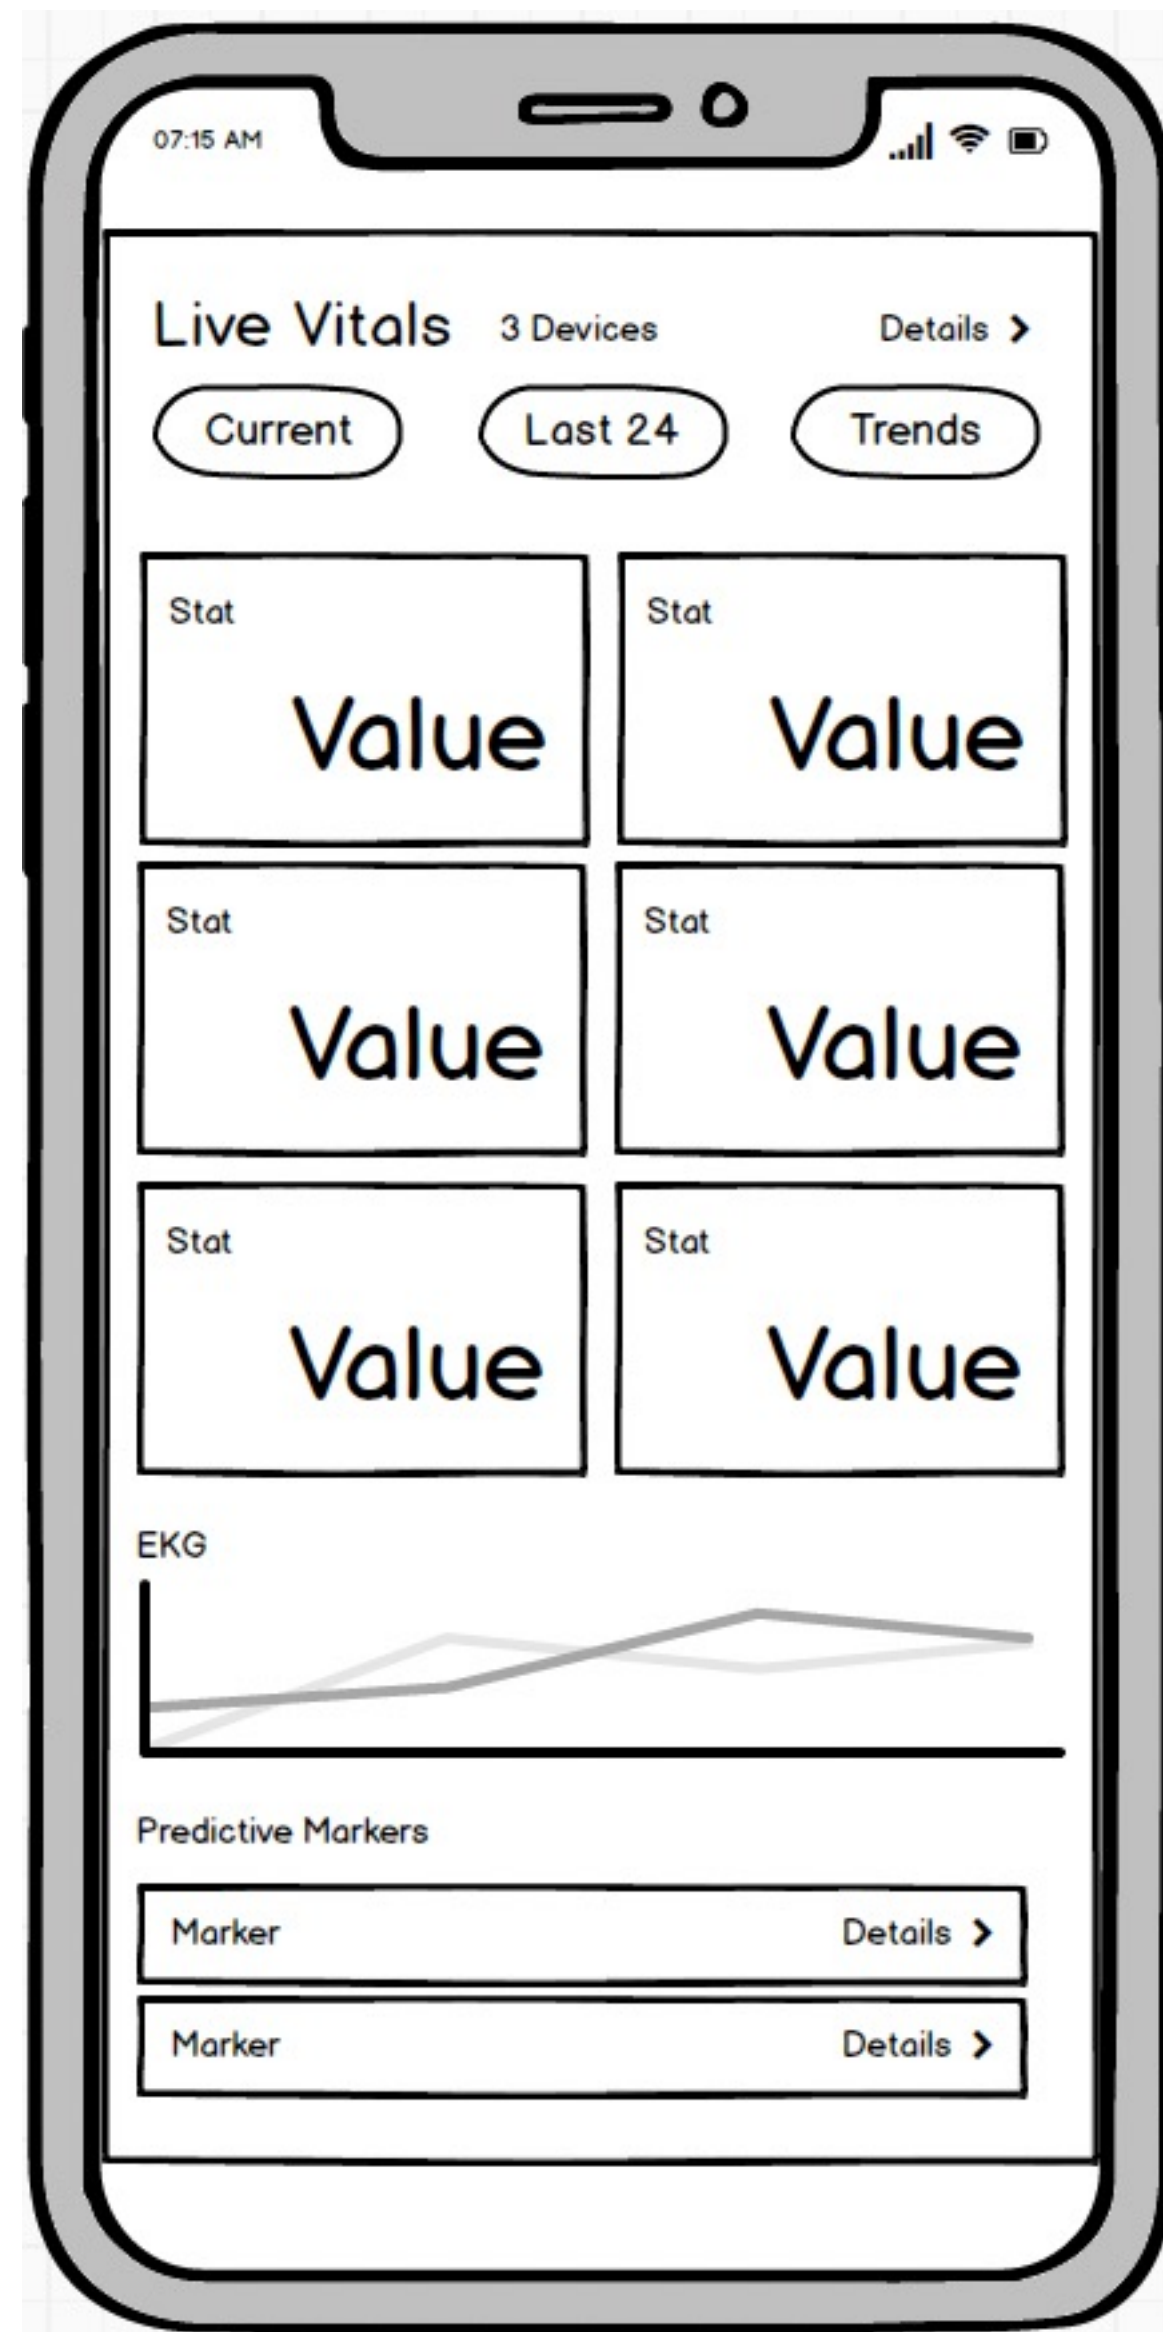 07:15 AM
Live Vitals 3 Devices Details
Current Last 24 Trends
Stat Stat
Value Value
Stat Stat
Value Value
Stat Stat
Value Value
EKG
Predictive Markers
Marker Details
Marker Details